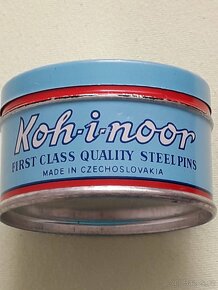 Koh-i-noor
FIRST CLASS QUALITY STEELPINS
MADE IN CZECHOSLOVAKIA